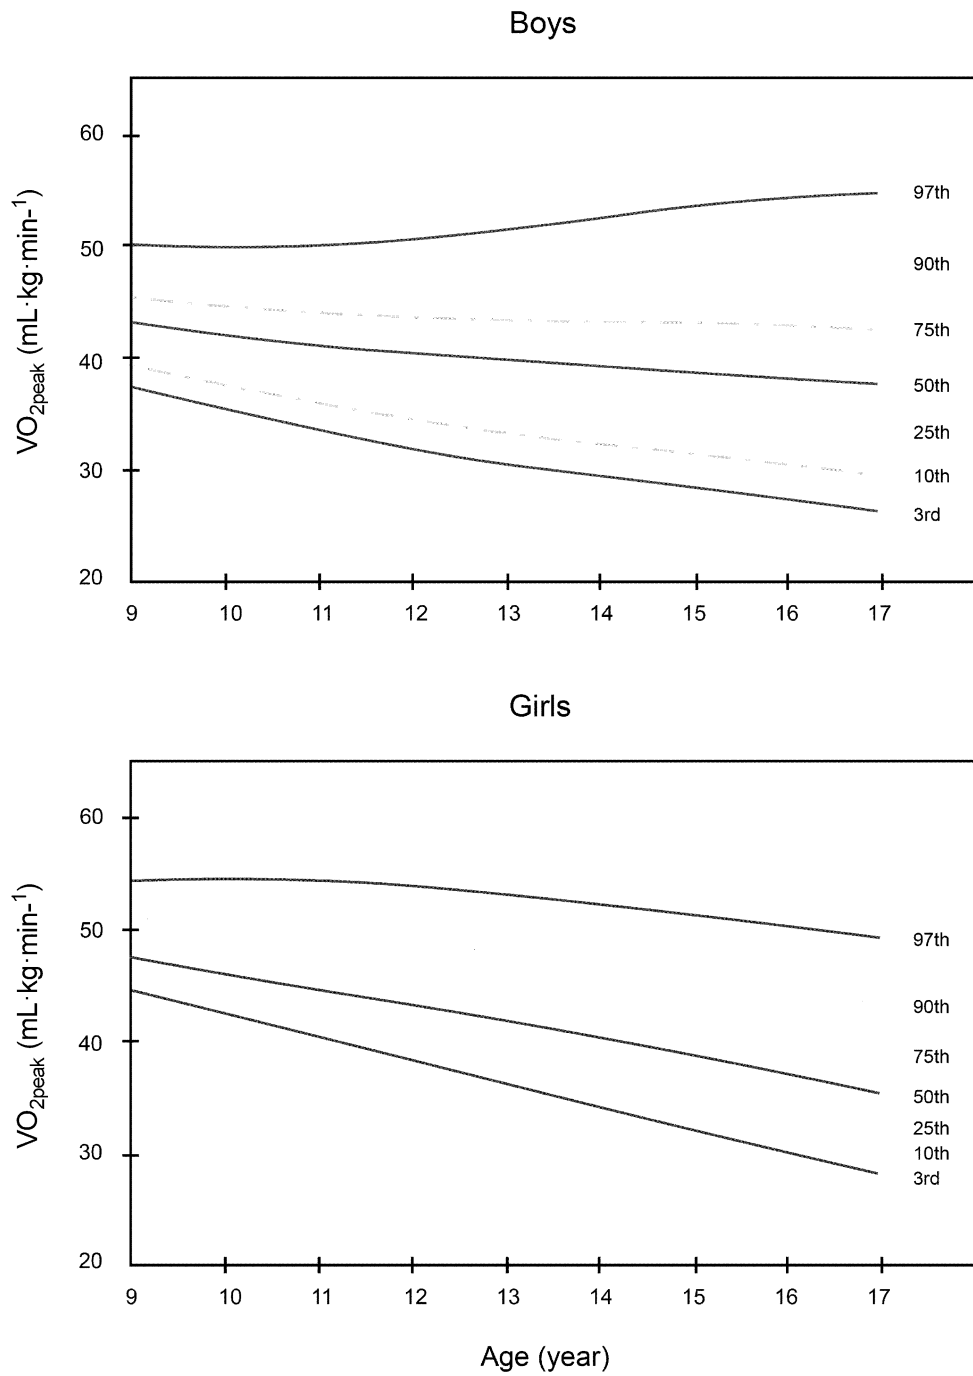 Boys
VO2peak (mL·kg·min-1)
60
50
40
30
20
97th
90th
75th
50th
25th
10th
3rd
9 10 11 12 13 14 15 16 17
Girls
VO2peak (mL·kg·min-1)
60
50
40
30
20
97th
90th
75th
50th
25th
10th
3rd
9 10 11 12 13 14 15 16 17
Age (year)